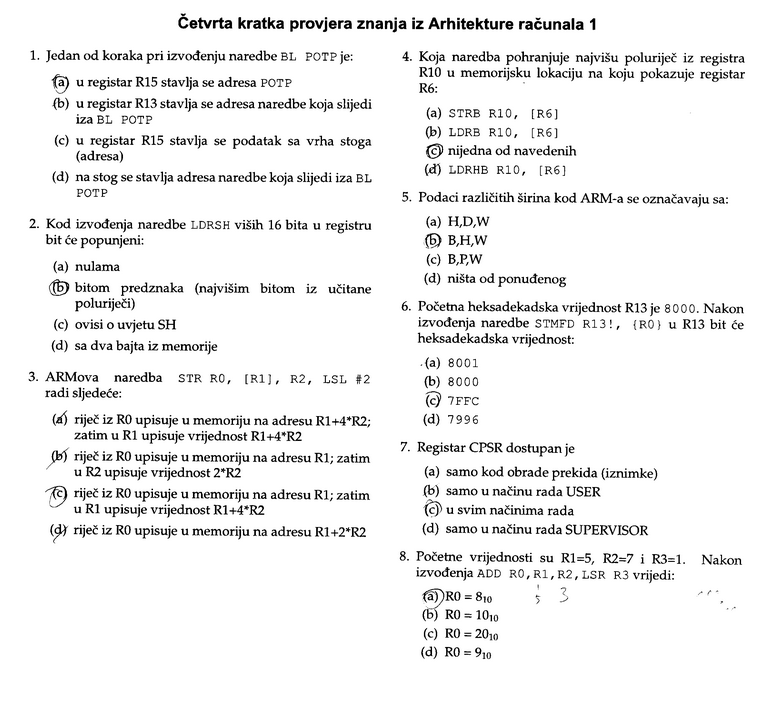 Četvrta kratka provjera znanja iz Arhitekture računala 1
1. Jedan od koraka pri izvođenju naredbe BL POTP je:
(a) u registar R15 stavlja se adresa POTP
(b) u registar R13 stavlja se adresa naredbe koja slijedi
iza BL POTP
(c) u registar R15 stavlja se podatak sa vrha stoga
(adresa)
(d) na stog se stavlja adresa naredbe koja slijedi iza BL
POTP
2. Kod izvođenja naredbe LDRSH viših 16 bita u registru
bit će popunjeni:
(a) nulama
(b) bitom predznaka (najvišim bitom iz učitane
poluriječi)
(c) ovisi o uvjetu SH
(d) sa dva bajta iz memorije
3. ARMova naredba STR R0, [R1], R2, LSL #2
radi sljedeće:
(a) riječ iz R0 upisuje u memoriju na adresu R1+4*R2;
zatim u R1 upisuje vrijednost R1+4*R2
(b) riječ iz R0 upisuje u memoriju na adresu R1; zatim
u R2 upisuje vrijednost 2*R2
(c) riječ iz R0 upisuje u memoriju na adresu R1; zatim
u R1 upisuje vrijednost R1+4*R2
(d) riječ iz R0 upisuje u memoriju na adresu R1+2*R2
4. Koja naredba pohranjuje najvišu poluriječ iz registra
R10 u memorijsku lokaciju na koju pokazuje registar
R6:
(a) STRB R10, [R6]
(b) LDRB R10, [R6]
(c) nijedna od navedenih
(d) LDRHB R10, [R6]
5. Podaci različitih širina kod ARM-a se označavaju sa:
(a) H,D,W
(b) B,H,W
(c) B,P,W
(d) ništa od ponuđenog
6. Početna heksadekadska vrijednost R13 je 8000. Nakon
izvođenja naredbe STMFD R13!, {R0} u R13 bit će
heksadekadska vrijednost:
(a) 8001
(b) 8000
(c) 7FFC
(d) 7996
7. Registar CPSR dostupan je
(a) samo kod obrade prekida (iznimke)
(b) samo u načinu rada USER
(c) u svim načinima rada
(d) samo u načinu rada SUPERVISOR
8. Početne vrijednosti su R1=5, R2=7 i R3=1. Nakon
izvođenja ADD R0,R1,R2,LSR R3 vrijedi:
(a) R0 = 8₁₀ 5 3
(b) R0 = 10₁₀
(c) R0 = 20₁₀
(d) R0 = 9₁₀